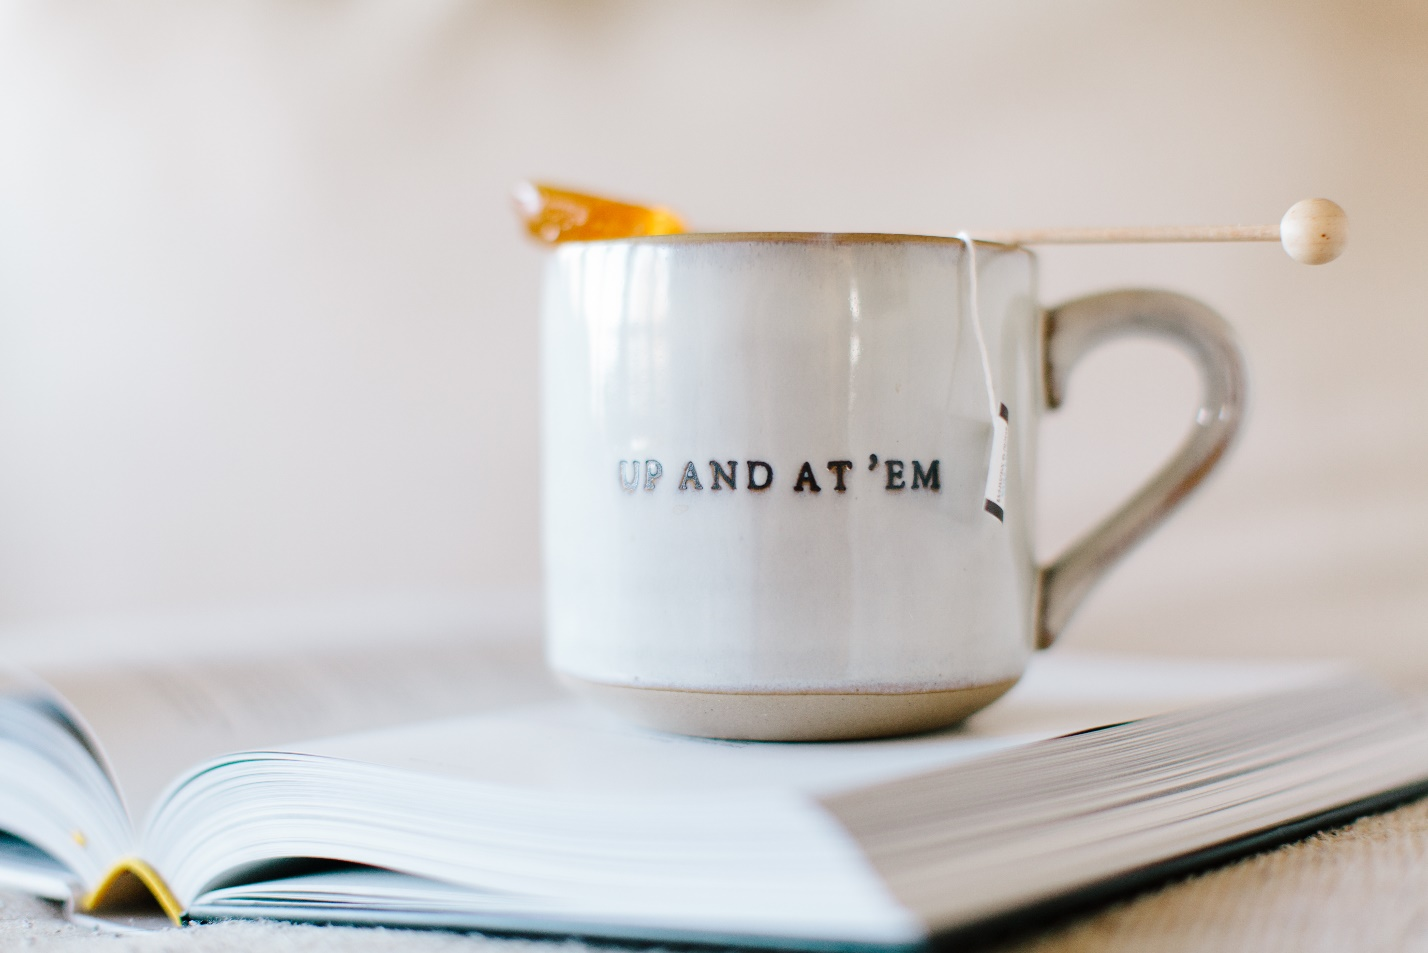 UP AND AT 'EM